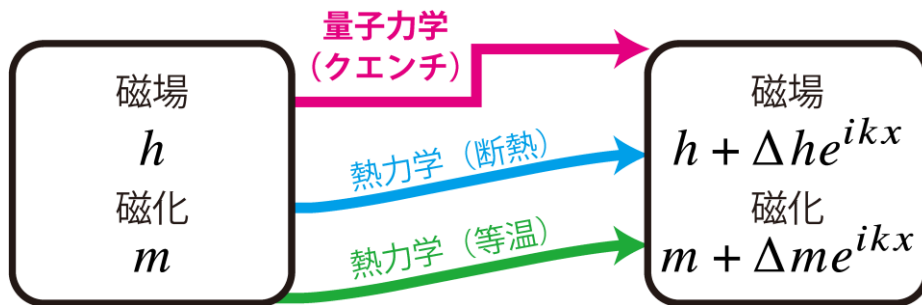 量子力学
（クエンチ）
磁場
h
磁化
m
熱力学（断熱）
熱力学（等温）
磁場
h + Δhe^{ikx}
磁化
m + Δme^{ikx}